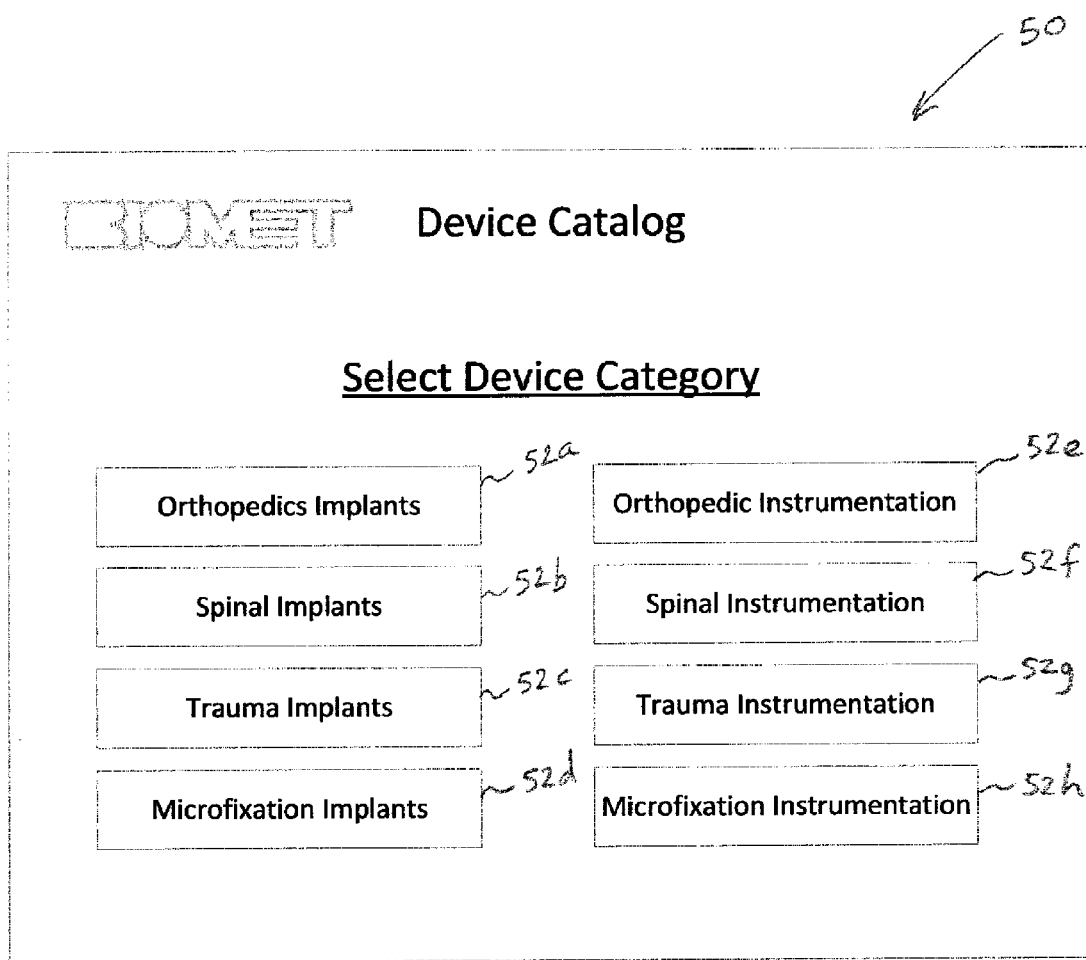 50
BIOMET Device Catalog
Select Device Category
Orthopedics Implants 52a Orthopedic Instrumentation 52e
Spinal Implants 52b Spinal Instrumentation 52f
Trauma Implants 52c Trauma Instrumentation 52g
Microfixation Implants 52d Microfixation Instrumentation 52h